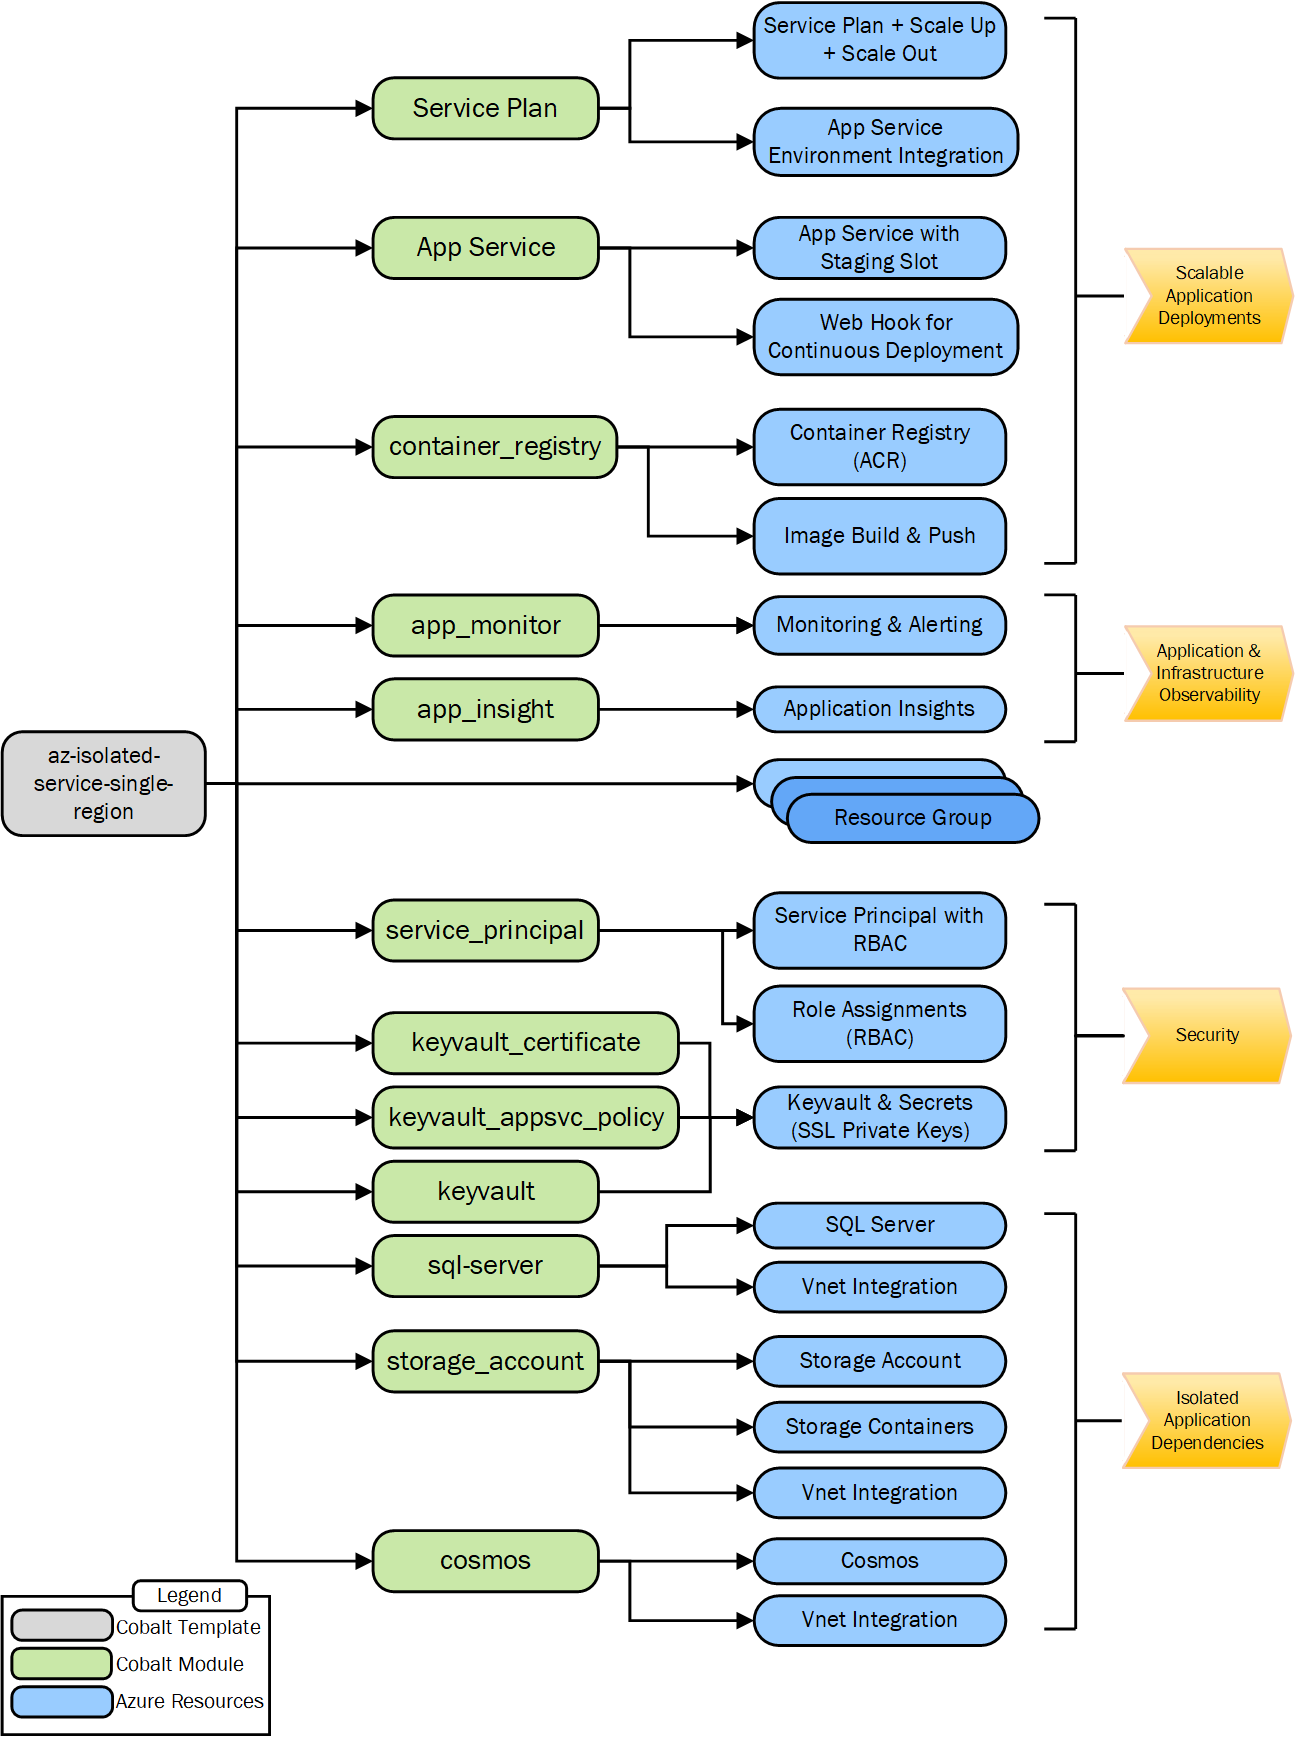 Service Plan + Scale Up
+ Scale Out
Service Plan
App Service
Environment Integration
App Service
App Service with
Staging Slot
Web Hook for
Continuous Deployment
Scalable
Application
Deployments
container_registry
Container Registry
(ACR)
Image Build & Push
app_monitor
Monitoring & Alerting
app_insight
Application Insights
Application &
Infrastructure
Observability
az-isolated-
service-single-
region
Resource Group
service_principal
Service Principal with
RBAC
Role Assignments
(RBAC)
keyvault_certificate
keyvault_appsvc_policy
keyvault
Keyvault & Secrets
(SSL Private Keys)
Security
sql-server
SQL Server
Vnet Integration
storage_account
Storage Account
Storage Containers
Vnet Integration
Isolated
Application
Dependencies
cosmos
Cosmos
Vnet Integration
Legend
Cobalt Template
Cobalt Module
Azure Resources